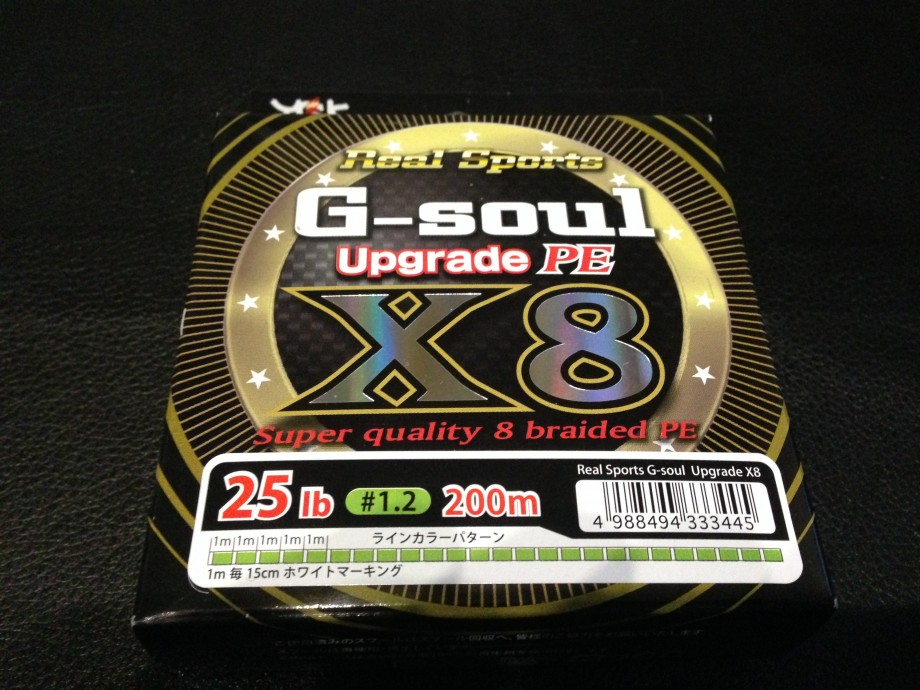 Real Sports
G-soul
Upgrade PE
X8
Super quality 8 braided PE
Real Sports G-soul Upgrade X8
25 lb #1.2 200m
4 988494 333445
1m 1m 1m 1m 1m ラインカラーパターン
1m 毎 15cm ホワイトマーキング